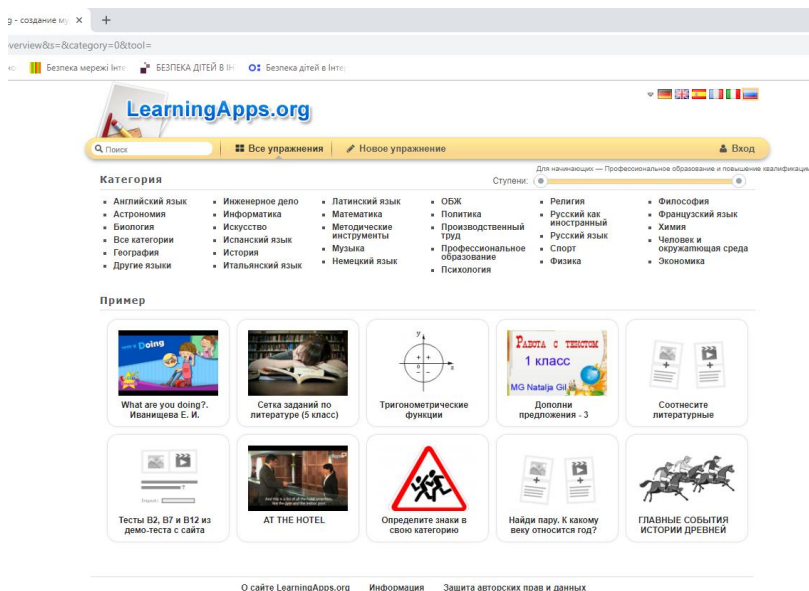 g - создание му
verview&s=&category=0&tool=
Безпека мережі Інте
БЕЗПЕКА ДІТЕЙ В ІН
Безпека дітей в Інте
LearningApps.org
Поиск
Все упражнения
Новое упражнение
Вход
Для начинающих — Профессиональное образование и повышение квалификации
Категория
Ступени:
Английский язык
Астрономия
Биология
Все категории
География
Другие языки
Инженерное дело
Информатика
Искусство
Испанский язык
История
Итальянский язык
Латинский язык
Математика
Методические
инструменты
Музыка
Немецкий язык
ОБЖ
Политика
Производственный
труд
Профессиональное
образование
Психология
Религия
Русский как
иностранный
Русский язык
Спорт
Физика
Философия
Французский язык
Химия
Человек и
окружающая среда
Экономика
Пример
Doing
What are you doing?.
Иванищева Е. И.
Сетка заданий по
литературе (5 класс)
y
x
0
Тригонометрические
функции
Работа с текстом
1 класс
MG Natalja Gil
Дополни
предложения - 3
Соотнесите
литературные
Тесты В2, В7 и В12 из
демо-теста с сайта
AT THE HOTEL
Определите знаки в
свою категорию
Найди пару. К какому
веку относится год?
ГЛАВНЫЕ СОБЫТИЯ
ИСТОРИИ ДРЕВНЕЙ
О сайте LearningApps.org
Информация
Защита авторских прав и данных